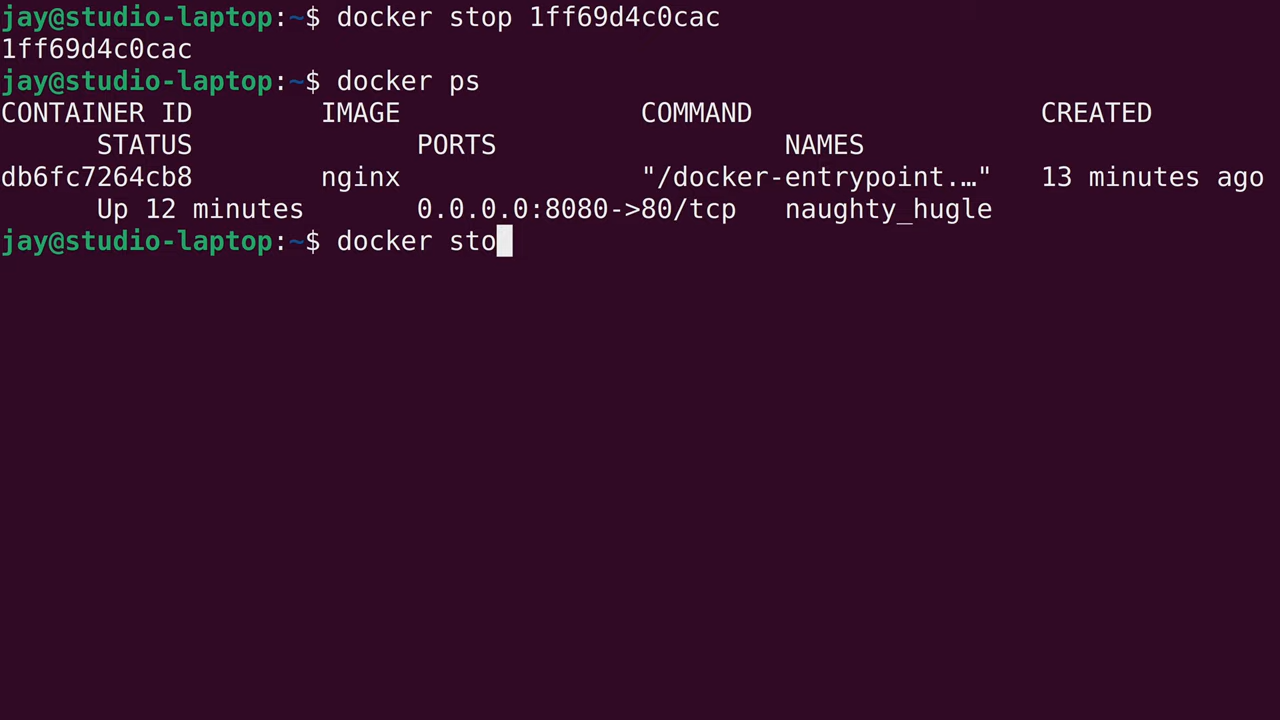 jay@studio-laptop:~$ docker stop 1ff69d4c0cac
1ff69d4c0cac
jay@studio-laptop:~$ docker ps
CONTAINER ID        IMAGE               COMMAND                  CREATED
      STATUS              PORTS                  NAMES
db6fc7264cb8        nginx               "/docker-entrypoint.…"   13 minutes ago
      Up 12 minutes       0.0.0.0:8080->80/tcp   naughty_hugle
jay@studio-laptop:~$ docker sto